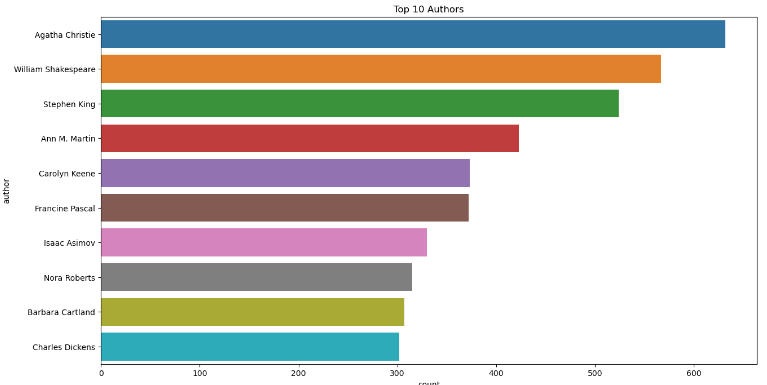 Top 10 Authors
author
Agatha Christie
William Shakespeare
Stephen King
Ann M. Martin
Carolyn Keene
Francine Pascal
Isaac Asimov
Nora Roberts
Barbara Cartland
Charles Dickens
0 100 200 300 400 500 600
count